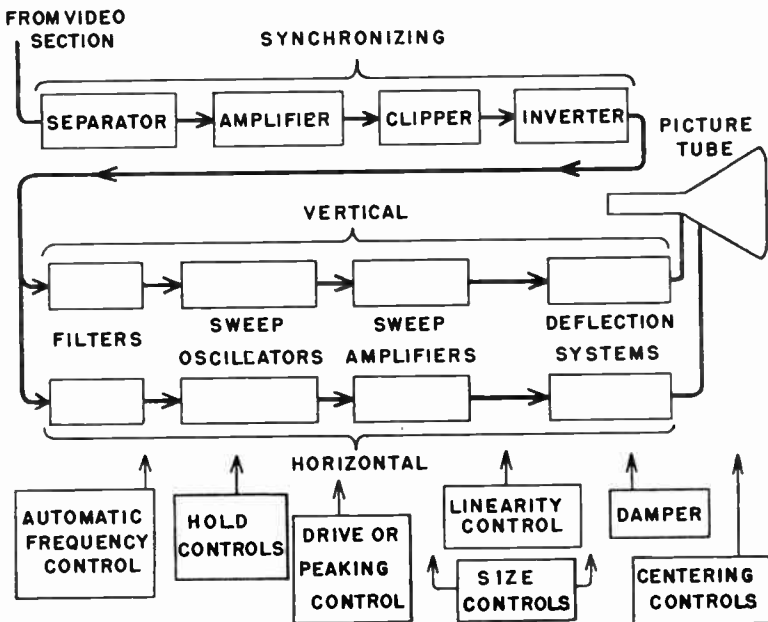 FROM VIDEO
SECTION
SYNCHRONIZING
SEPARATOR
AMPLIFIER
CLIPPER
INVERTER
PICTURE
TUBE
VERTICAL
FILTERS
SWEEP
OSCILLATORS
SWEEP
AMPLIFIERS
DEFLECTION
SYSTEMS
HORIZONTAL
AUTOMATIC
FREQUENCY
CONTROL
HOLD
CONTROLS
DRIVE OR
PEAKING
CONTROL
LINEARITY
CONTROL
SIZE
CONTROLS
DAMPER
CENTERING
CONTROLS